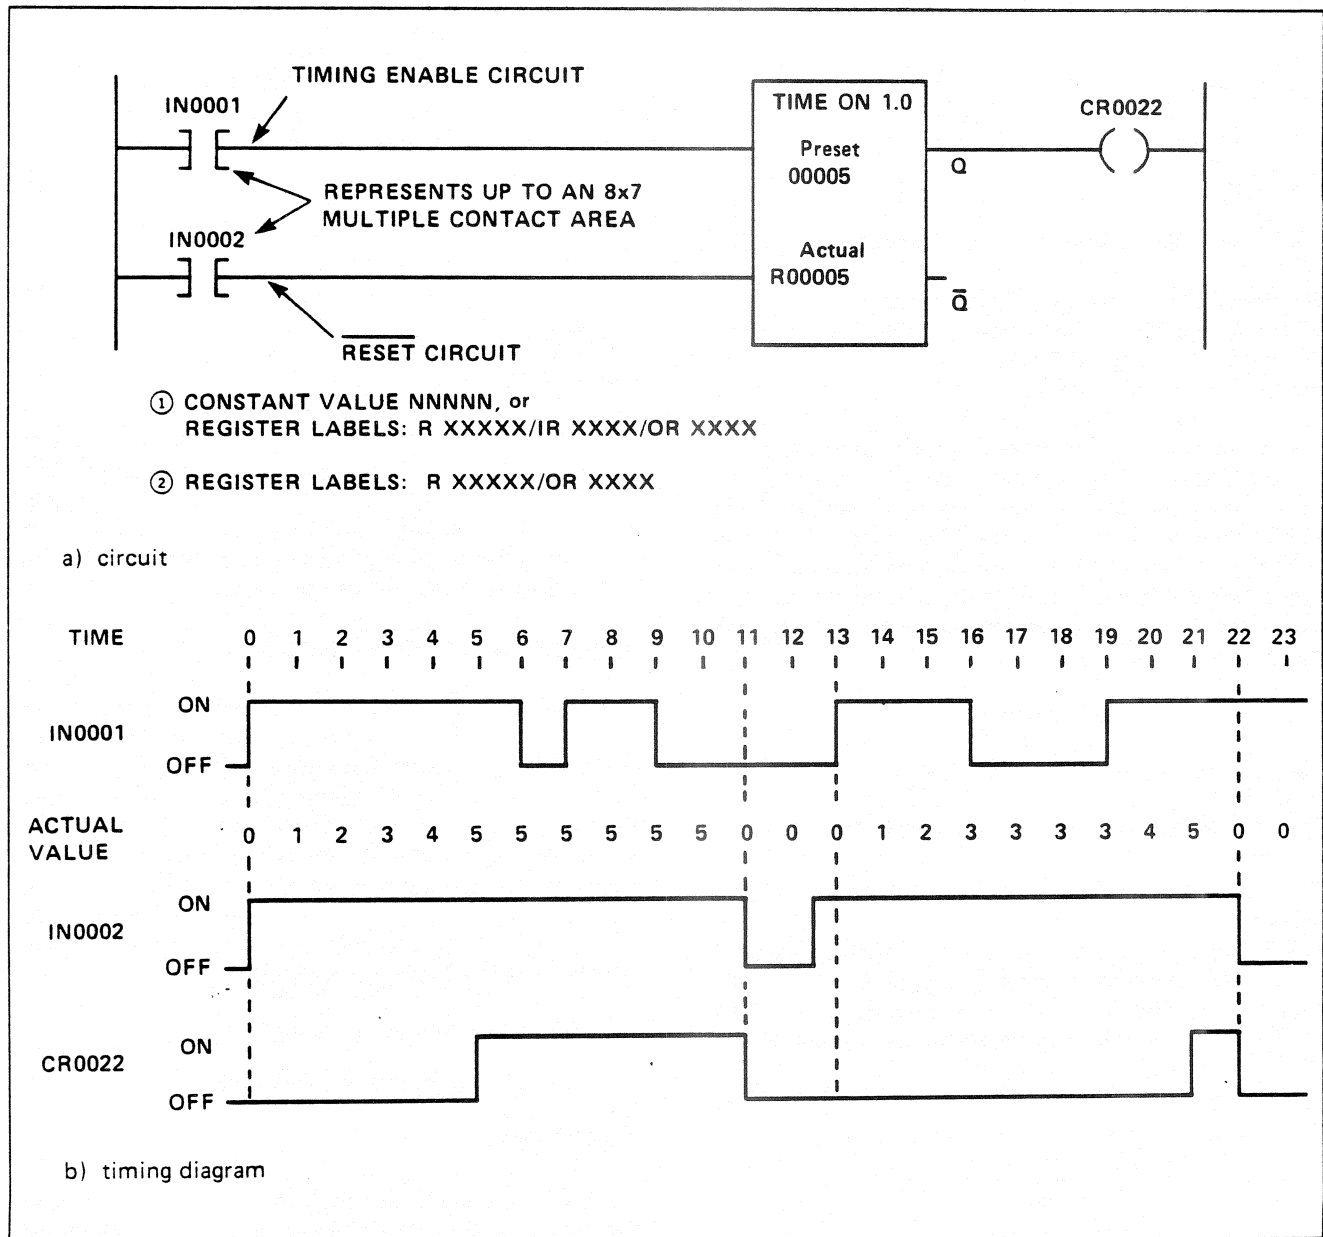 TIMING ENABLE CIRCUIT
IN0001
TIME ON 1.0
CR0022
Preset
00005
Q
REPRESENTS UP TO AN 8x7
MULTIPLE CONTACT AREA
IN0002
Actual
R00005
Q̅
R̅E̅S̅E̅T̅ CIRCUIT
① CONSTANT VALUE NNNNN, or
REGISTER LABELS: R XXXXX/IR XXXX/OR XXXX
② REGISTER LABELS: R XXXXX/OR XXXX
a) circuit
TIME 0 1 2 3 4 5 6 7 8 9 10 11 12 13 14 15 16 17 18 19 20 21 22 23
ON
IN0001
OFF
ACTUAL
VALUE
0 1 2 3 4 5 5 5 5 5 5 0 0 0 1 2 3 3 3 3 4 5 0 0
ON
IN0002
OFF
ON
CR0022
OFF
b) timing diagram